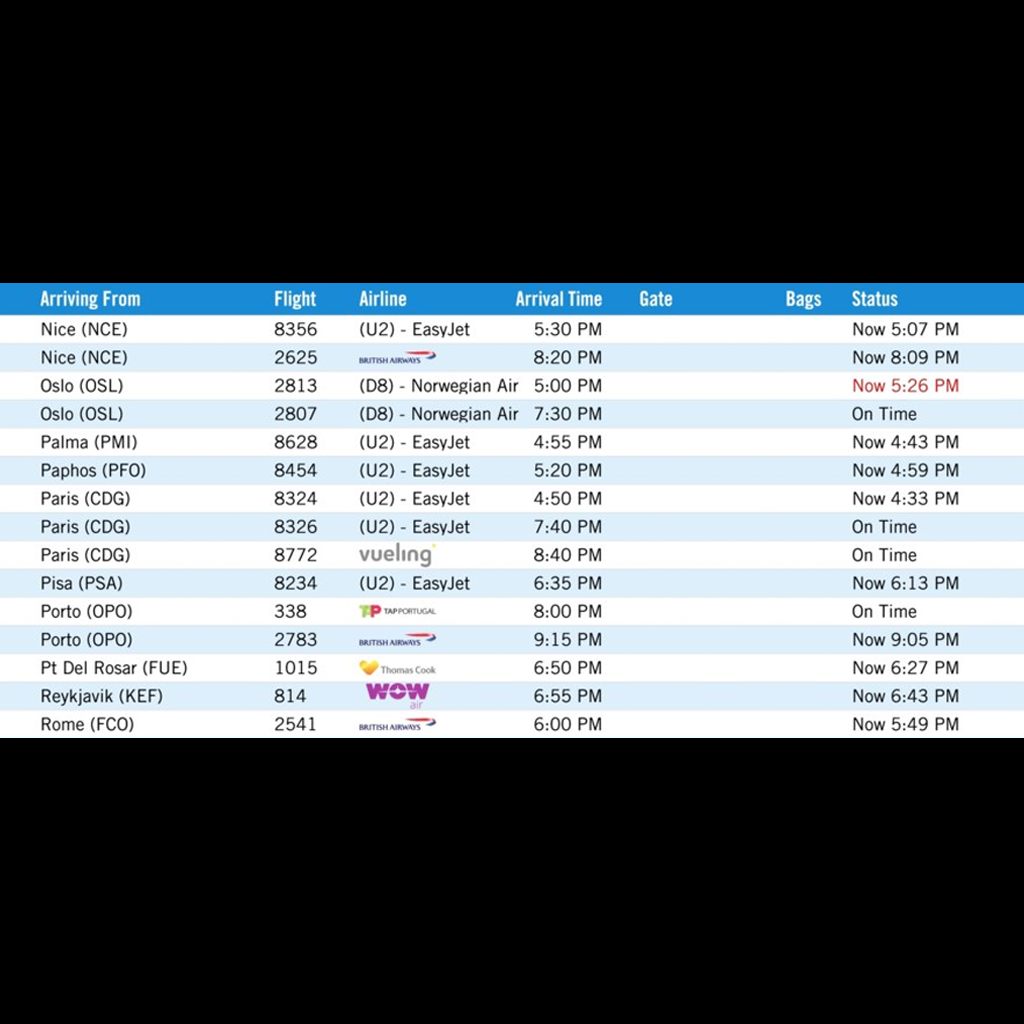 Arriving From Flight Airline Arrival Time Gate Bags Status
Nice (NCE) 8356 (U2) - EasyJet 5:30 PM Now 5:07 PM
Nice (NCE) 2625 BRITISH AIRWAYS 8:20 PM Now 8:09 PM
Oslo (OSL) 2813 (D8) - Norwegian Air 5:00 PM Now 5:26 PM
Oslo (OSL) 2807 (D8) - Norwegian Air 7:30 PM On Time
Palma (PMI) 8628 (U2) - EasyJet 4:55 PM Now 4:43 PM
Paphos (PFO) 8454 (U2) - EasyJet 5:20 PM Now 4:59 PM
Paris (CDG) 8324 (U2) - EasyJet 4:50 PM Now 4:33 PM
Paris (CDG) 8326 (U2) - EasyJet 7:40 PM On Time
Paris (CDG) 8772 vueling 8:40 PM On Time
Pisa (PSA) 8234 (U2) - EasyJet 6:35 PM Now 6:13 PM
Porto (OPO) 338 TP TAP PORTUGAL 8:00 PM On Time
Porto (OPO) 2783 BRITISH AIRWAYS 9:15 PM Now 9:05 PM
Pt Del Rosar (FUE) 1015 Thomas Cook 6:50 PM Now 6:27 PM
Reykjavik (KEF) 814 WOW air 6:55 PM Now 6:43 PM
Rome (FCO) 2541 BRITISH AIRWAYS 6:00 PM Now 5:49 PM